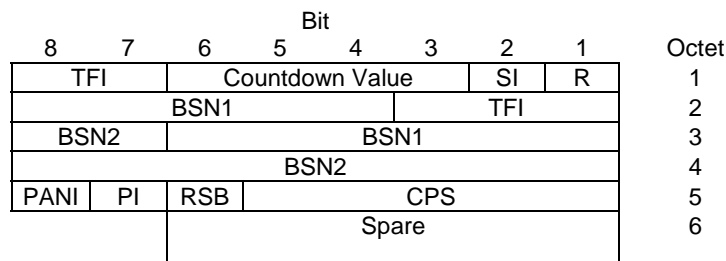 Bit
8 7 6 5 4 3 2 1 Octet
TFI Countdown Value SI R 1
BSN1 TFI 2
BSN2 BSN1 3
BSN2 4
PANI PI RSB CPS 5
Spare 6